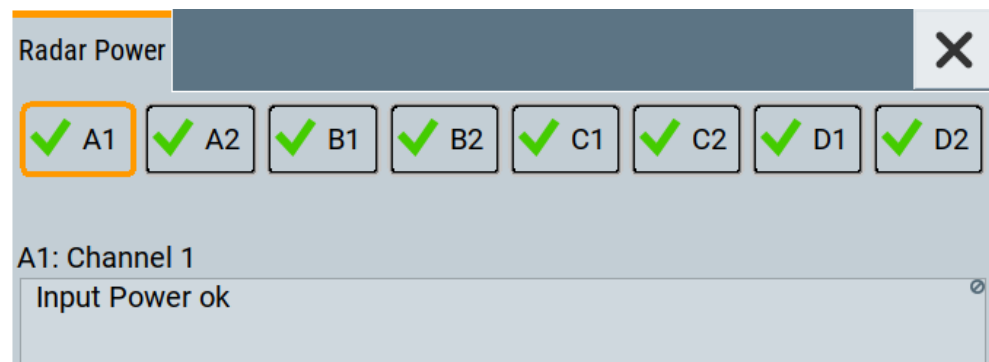 Radar Power
A1 A2 B1 B2 C1 C2 D1 D2
A1: Channel 1
Input Power ok